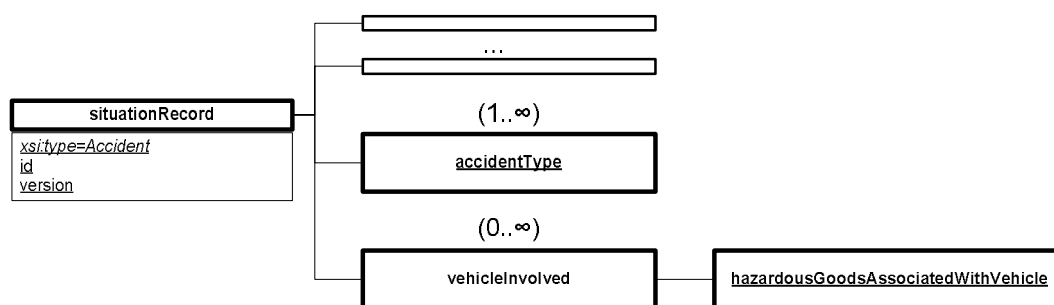 ...
situationRecord
xsi:type=Accident
id
version
(1..∞)
accidentType
(0..∞)
vehicleInvolved
hazardousGoodsAssociatedWithVehicle